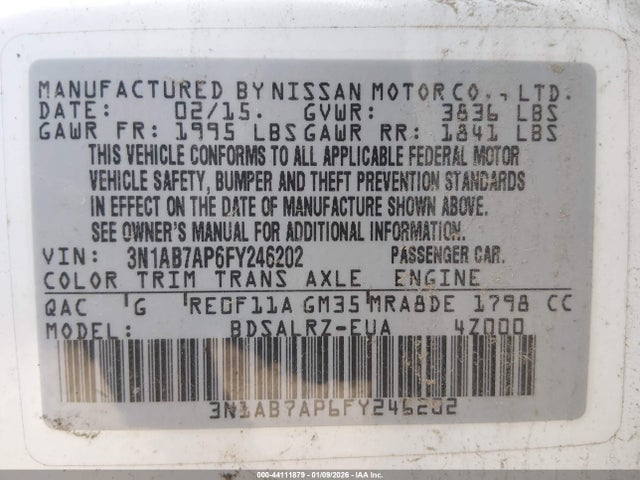 MANUFACTURED BY NISSAN MOTOR CO., LTD.
DATE: 02/15. GVWR: 3836 LBS
GAWR FR: 1995 LBS GAWR RR: 1841 LBS
THIS VEHICLE CONFORMS TO ALL APPLICABLE FEDERAL MOTOR
VEHICLE SAFETY, BUMPER AND THEFT PREVENTION STANDARDS
IN EFFECT ON THE DATE OF MANUFACTURE SHOWN ABOVE.
SEE OWNER'S MANUAL FOR ADDITIONAL INFORMATION.
VIN: 3N1AB7AP6FY246202 PASSENGER CAR.
COLOR TRIM TRANS AXLE ENGINE
QAC G RE0F11A GM35 MRA8DE 1798 CC
MODEL: BDSALRZ-EUA 4Z000
3N1AB7AP6FY246202
000-44111879 | 01/09/2026 - IAA Inc.